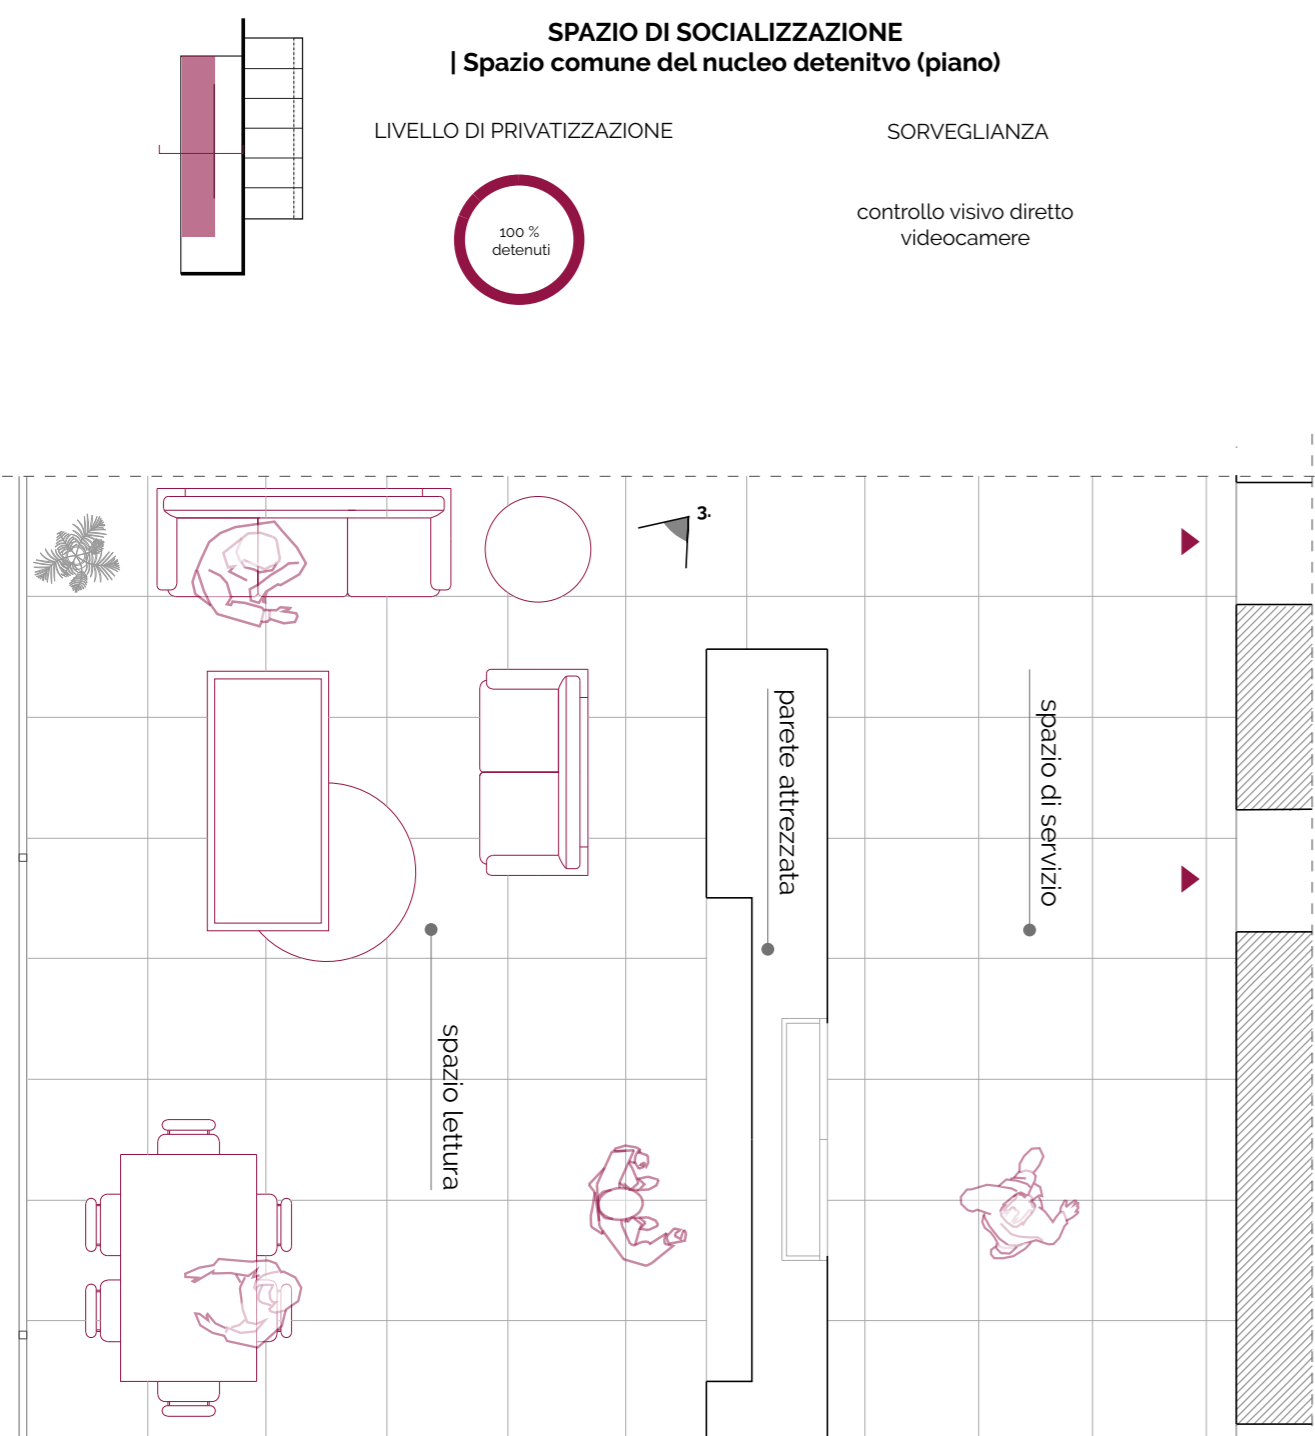 SPAZIO DI SOCIALIZZAZIONE
| Spazio comune del nucleo detenitvo (piano)
LIVELLO DI PRIVATIZZAZIONE
SORVEGLIANZA
100 %
detenuti
controllo visivo diretto
videocamere
3.
parete attrezzata
spazio di servizio
spazio lettura